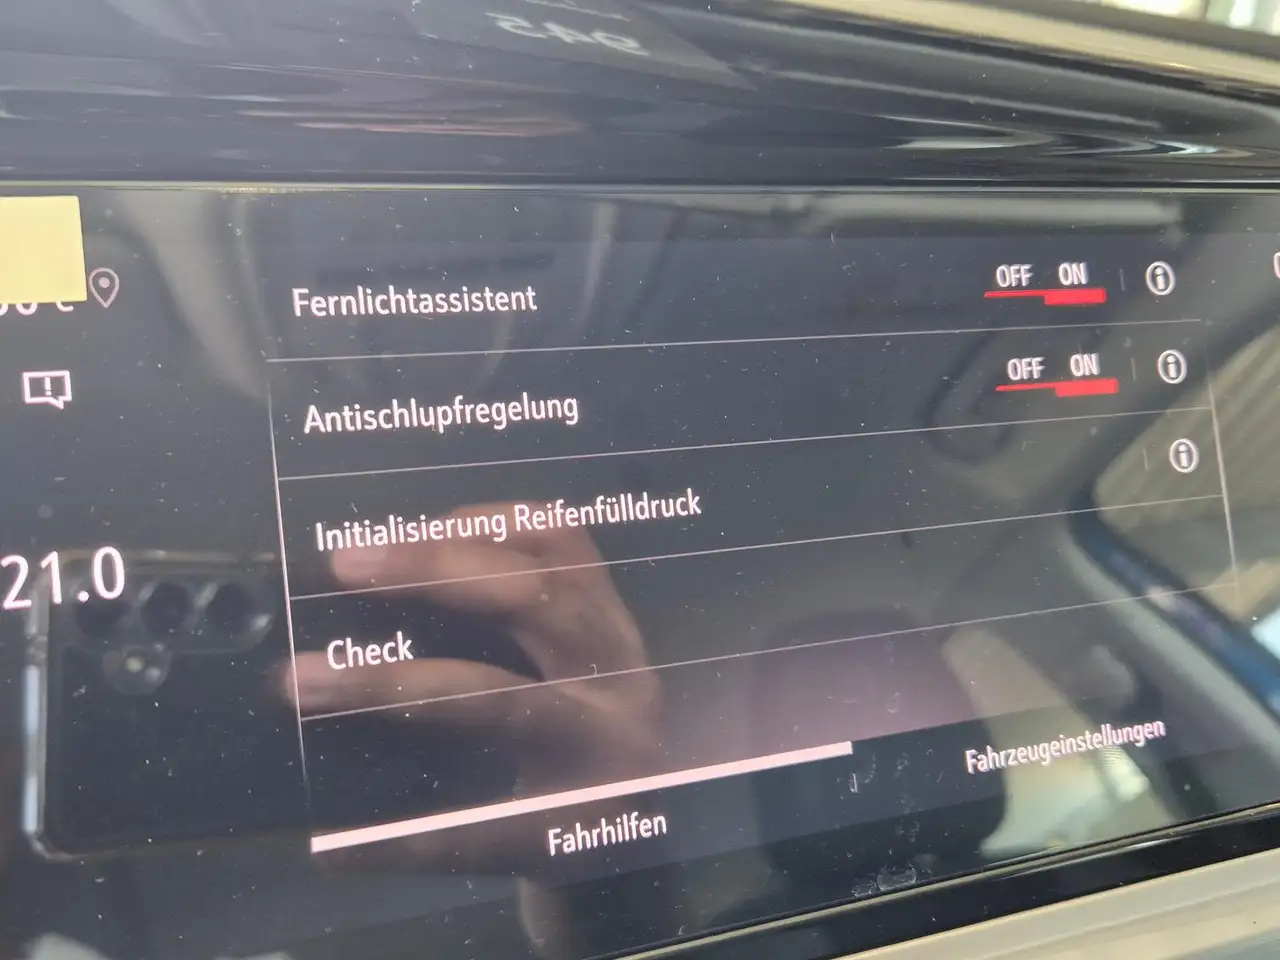 Fernlichtassistent OFF ON
Antischlupfregelung OFF ON
Initialisierung Reifenfülldruck
Check
21.0
Fahrhilfen Fahrzeugeinstellungen